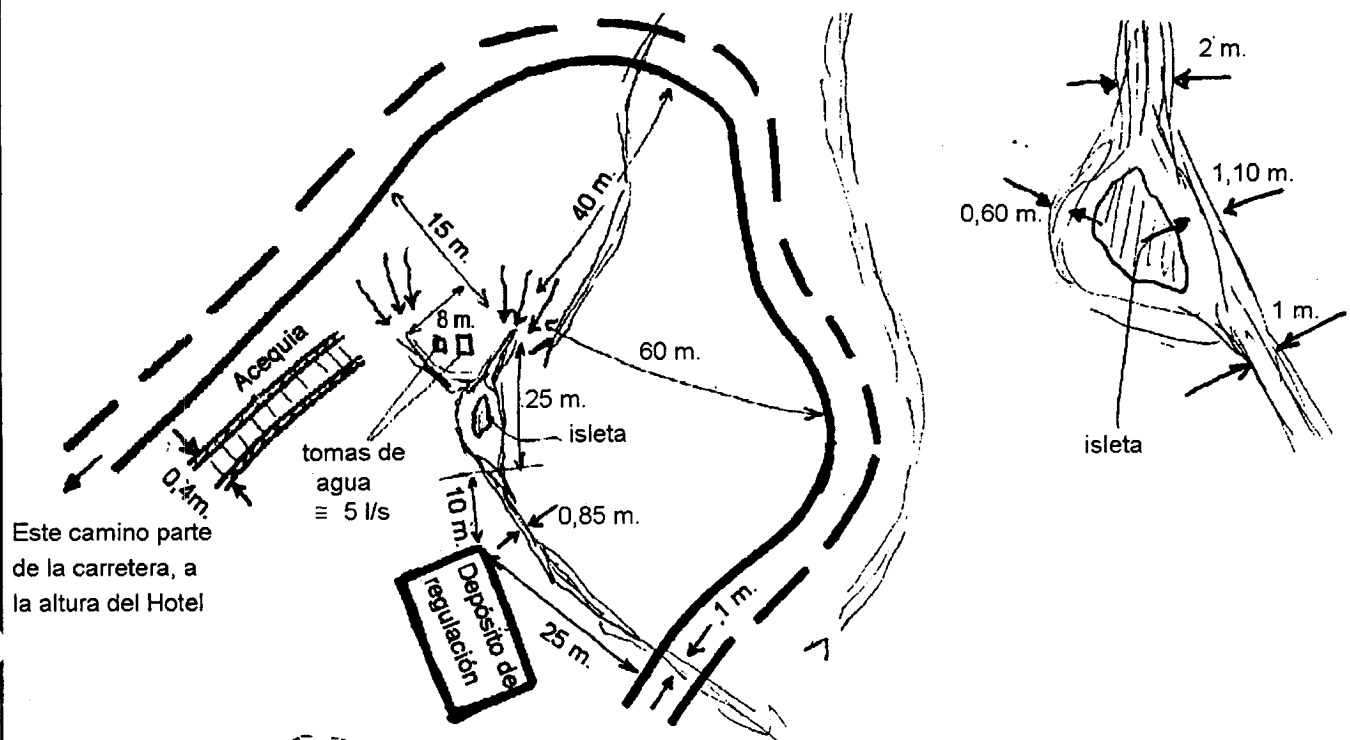 2 m.
1,10 m.
0,60 m.
1 m.
isleta
40 m.
15 m.
8 m.
60 m.
Acequia
25 m.
isleta
tomas de
agua
≅ 5 l/s
0,4m.
10 m.
0,85 m.
Este camino parte
de la carretera, a
la altura del Hotel
Depósito de
regulación
25 m.
1 m.